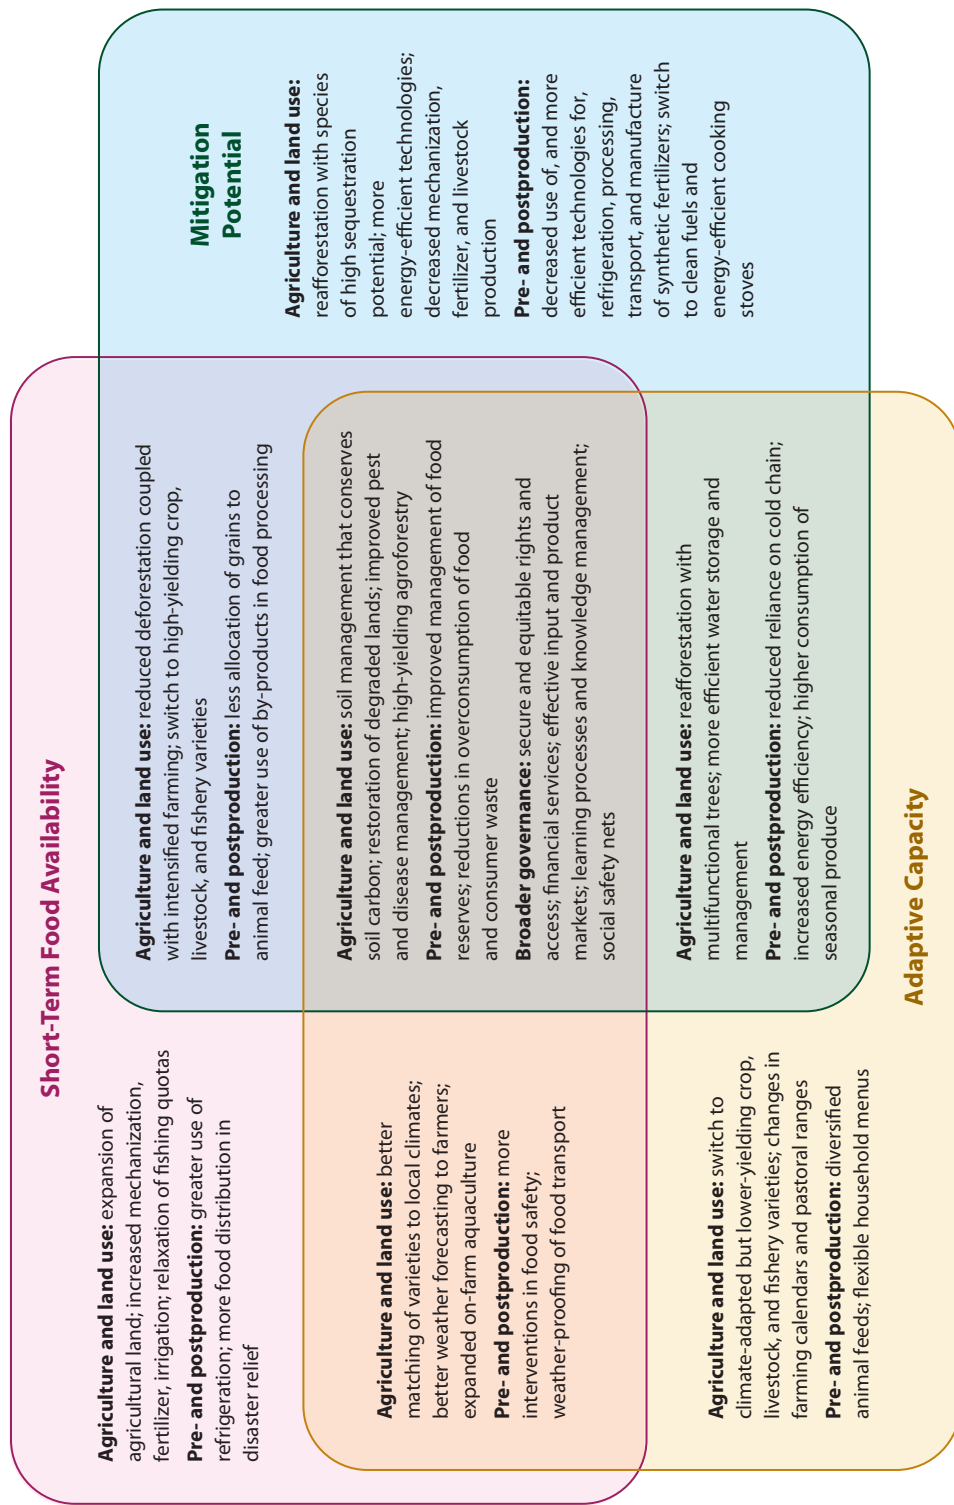 Short-Term Food Availability
Agriculture and land use: expansion of
agricultural land; increased mechanization,
fertilizer, irrigation; relaxation of fishing quotas
Pre- and postproduction: greater use of
refrigeration; more food distribution in
disaster relief
Agriculture and land use: reduced deforestation coupled
with intensified farming; switch to high-yielding crop,
livestock, and fishery varieties
Pre- and postproduction: less allocation of grains to
animal feed; greater use of by-products in food processing
Mitigation
Potential
Agriculture and land use:
reafforestation with species
of high sequestration
potential; more
energy-efficient technologies;
decreased mechanization,
fertilizer, and livestock
production
Pre- and postproduction:
decreased use of, and more
efficient technologies for,
refrigeration, processing,
transport, and manufacture
of synthetic fertilizers; switch
to clean fuels and
energy-efficient cooking
stoves
Agriculture and land use: better
matching of varieties to local climates;
better weather forecasting to farmers;
expanded on-farm aquaculture
Pre- and postproduction: more
interventions in food safety;
weather-proofing of food transport
Agriculture and land use: soil management that conserves
soil carbon; restoration of degraded lands; improved pest
and disease management; high-yielding agroforestry
Pre- and postproduction: improved management of food
reserves; reductions in overconsumption of food
and consumer waste
Broader governance: secure and equitable rights and
access; financial services; effective input and product
markets; learning processes and knowledge management;
social safety nets
Agriculture and land use: switch to
climate-adapted but lower-yielding crop,
livestock, and fishery varieties; changes in
farming calendars and pastoral ranges
Pre- and postproduction: diversified
animal feeds; flexible household menus
Agriculture and land use: reafforestation with
multifunctional trees; more efficient water storage and
management
Pre- and postproduction: reduced reliance on cold chain;
increased energy efficiency; higher consumption of
seasonal produce
Adaptive Capacity